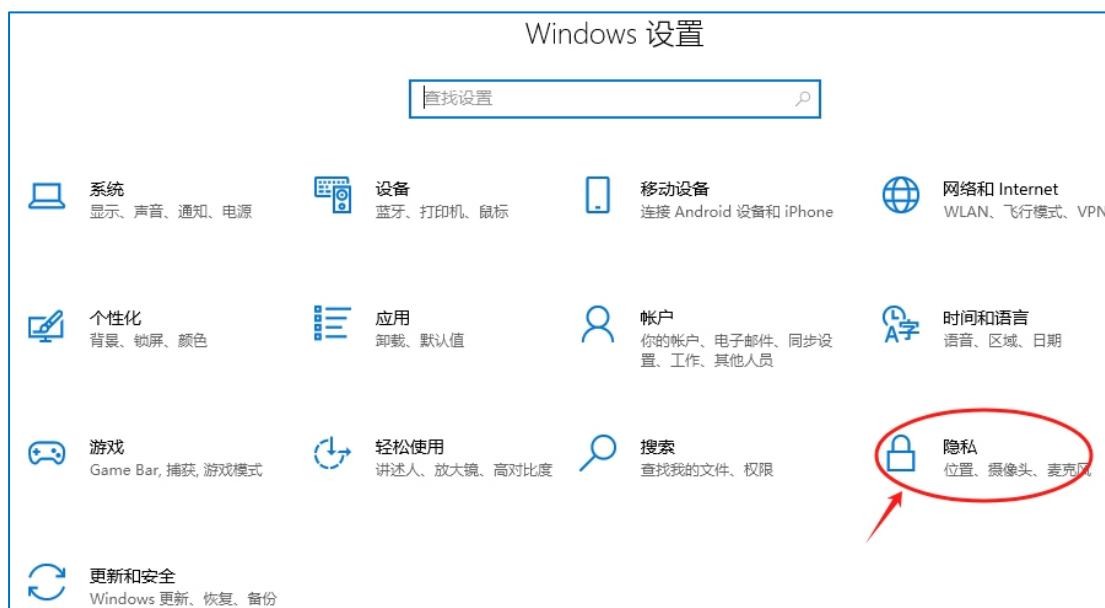 Windows 设置
查找设置
系统
显示、声音、通知、电源
设备
蓝牙、打印机、鼠标
移动设备
连接 Android 设备和 iPhone
网络和 Internet
WLAN、飞行模式、VPN
个性化
背景、锁屏、颜色
应用
卸载、默认值
帐户
你的帐户、电子邮件、同步设
置、工作、其他人员
时间和语言
语音、区域、日期
游戏
Game Bar, 捕获, 游戏模式
轻松使用
讲述人、放大镜、高对比度
搜索
查找我的文件、权限
隐私
位置、摄像头、麦克风
更新和安全
Windows 更新、恢复、备份